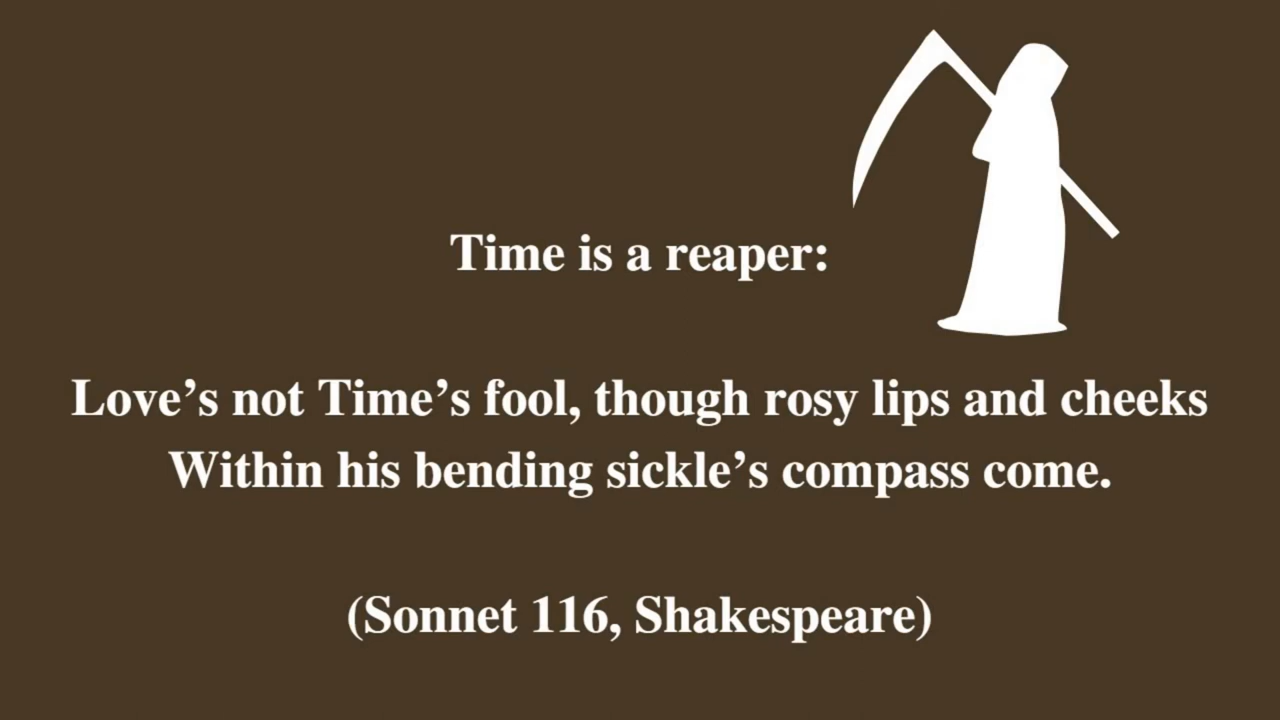 Time is a reaper:
Love’s not Time’s fool, though rosy lips and cheeks
Within his bending sickle’s compass come.
(Sonnet 116, Shakespeare)